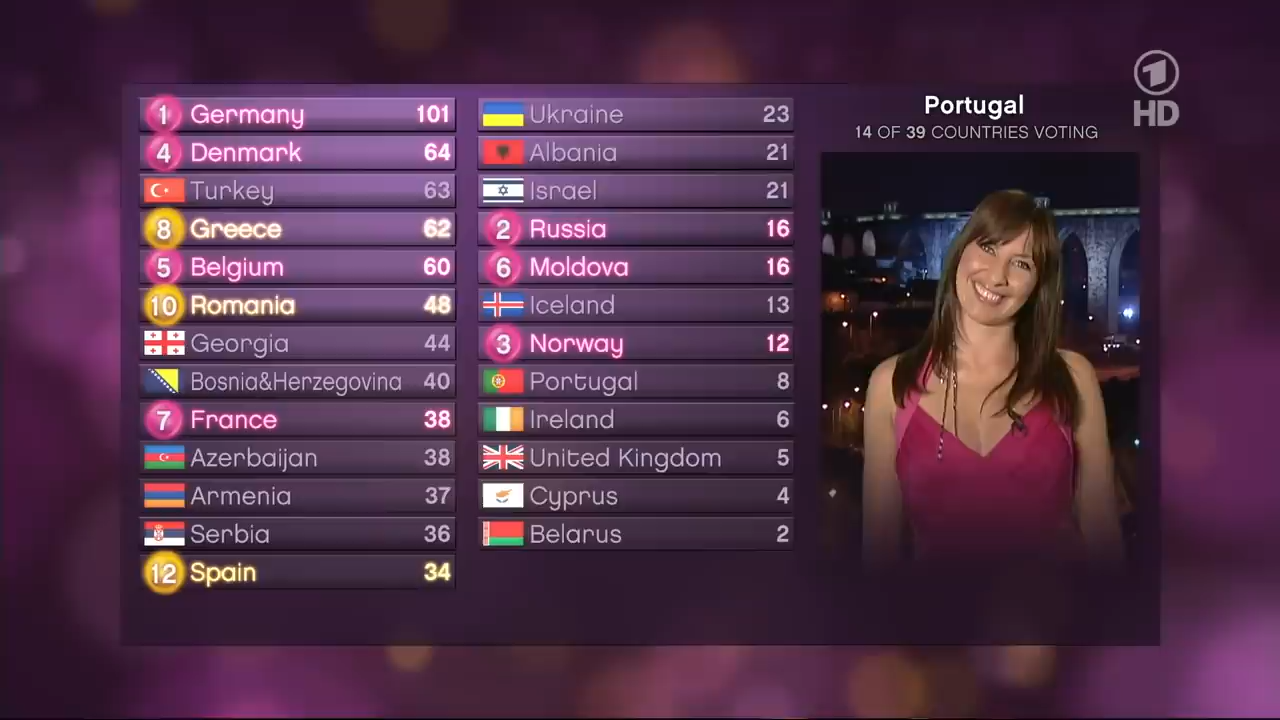 1 Germany 101
4 Denmark 64
Turkey 63
8 Greece 62
5 Belgium 60
10 Romania 48
Georgia 44
Bosnia&Herzegovina 40
7 France 38
Azerbaijan 38
Armenia 37
Serbia 36
12 Spain 34
Ukraine 23
Albania 21
Israel 21
2 Russia 16
6 Moldova 16
Iceland 13
3 Norway 12
Portugal 8
Ireland 6
United Kingdom 5
Cyprus 4
Belarus 2
Portugal
14 OF 39 COUNTRIES VOTING
1
HD